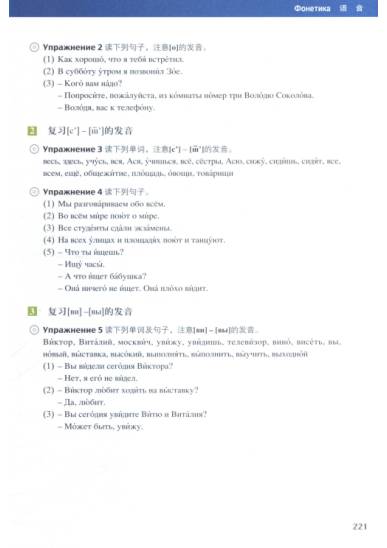 Фонетика 语 音
Упражнение 2 读下列句子，注意[о]的发音。
(1) Как хорошо́, что я тебя́ встре́тил.
(2) В суббо́ту у́тром я позвони́л Зо́е.
(3) – Кого́ вам на́до?
– Попроси́те, пожа́луйста, из ко́мнаты но́мер три Воло́дю Соколо́ва.
– Воло́дя, вас к телефо́ну.
2 复习[с’] – [ш̄’]的发音
Упражнение 3 读下列单词，注意[с’] – [ш̄’]的发音。
весь, здесь, учу́сь, вся, А́ся, у́чишься, всё, сёстры, А́сю, сижу́, сиди́шь, сидя́т, все,
всем, ещё, общежи́тие, пло́щадь, о́вощи, това́рищи
Упражнение 4 读下列句子。
(1) Мы разгова́риваем обо всём.
(2) Во всём ми́ре пою́т о ми́ре.
(3) Все студе́нты сда́ли экза́мены.
(4) На всех у́лицах и площадя́х пою́т и танцу́ют.
(5) – Что ты и́щешь?
– Ищу́ часы́.
– А что и́щет ба́бушка?
– Она́ ничего́ не и́щет. Она́ пло́хо ви́дит.
3 复习[ви] –[вы]的发音
Упражнение 5 读下列单词及句子，注意[ви] – [вы]的发音。
Ви́ктор, Вита́лий, москви́ч, уви́жу, уви́дишь, телеви́зор, вино́, висе́ть, вы,
но́вый, вы́ставка, высо́кий, выполня́ть, вы́полнить, вы́учить, выходно́й
(1) – Вы ви́дели сего́дня Ви́ктора?
– Нет, я его́ не ви́дел.
(2) – Ви́ктор лю́бит ходи́ть на вы́ставку?
– Да, лю́бит.
(3) – Вы сего́дня уви́дите Ви́тю и Вита́лия?
– Мо́жет быть, уви́жу.
221